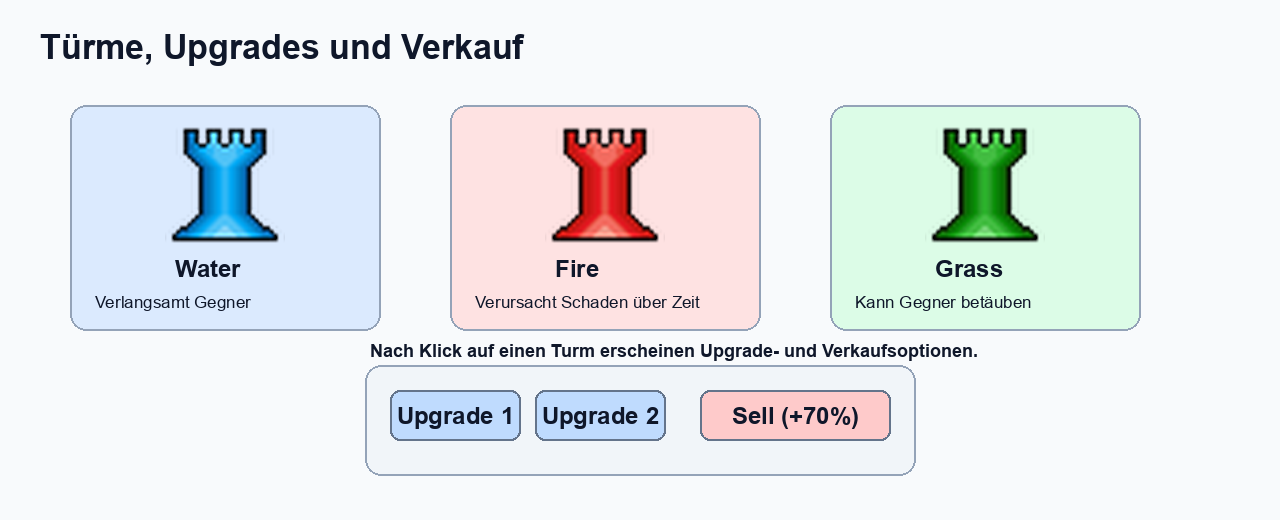 Türme, Upgrades und Verkauf
Water
Verlangsamt Gegner
Fire
Verursacht Schaden über Zeit
Grass
Kann Gegner betäuben
Nach Klick auf einen Turm erscheinen Upgrade- und Verkaufsoptionen.
Upgrade 1
Upgrade 2
Sell (+70%)